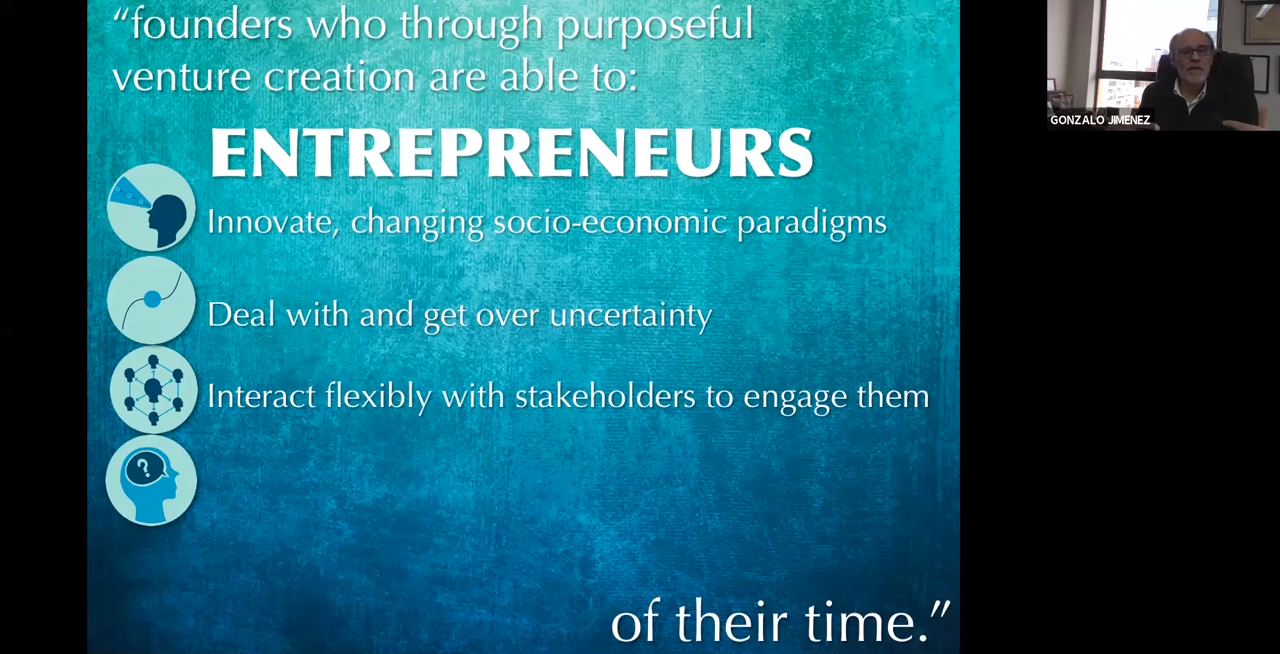 “founders who through purposeful
venture creation are able to:
ENTREPRENEURS
Innovate, changing socio-economic paradigms
Deal with and get over uncertainty
Interact flexibly with stakeholders to engage them
?
of their time.”
GONZALO JIMENEZ